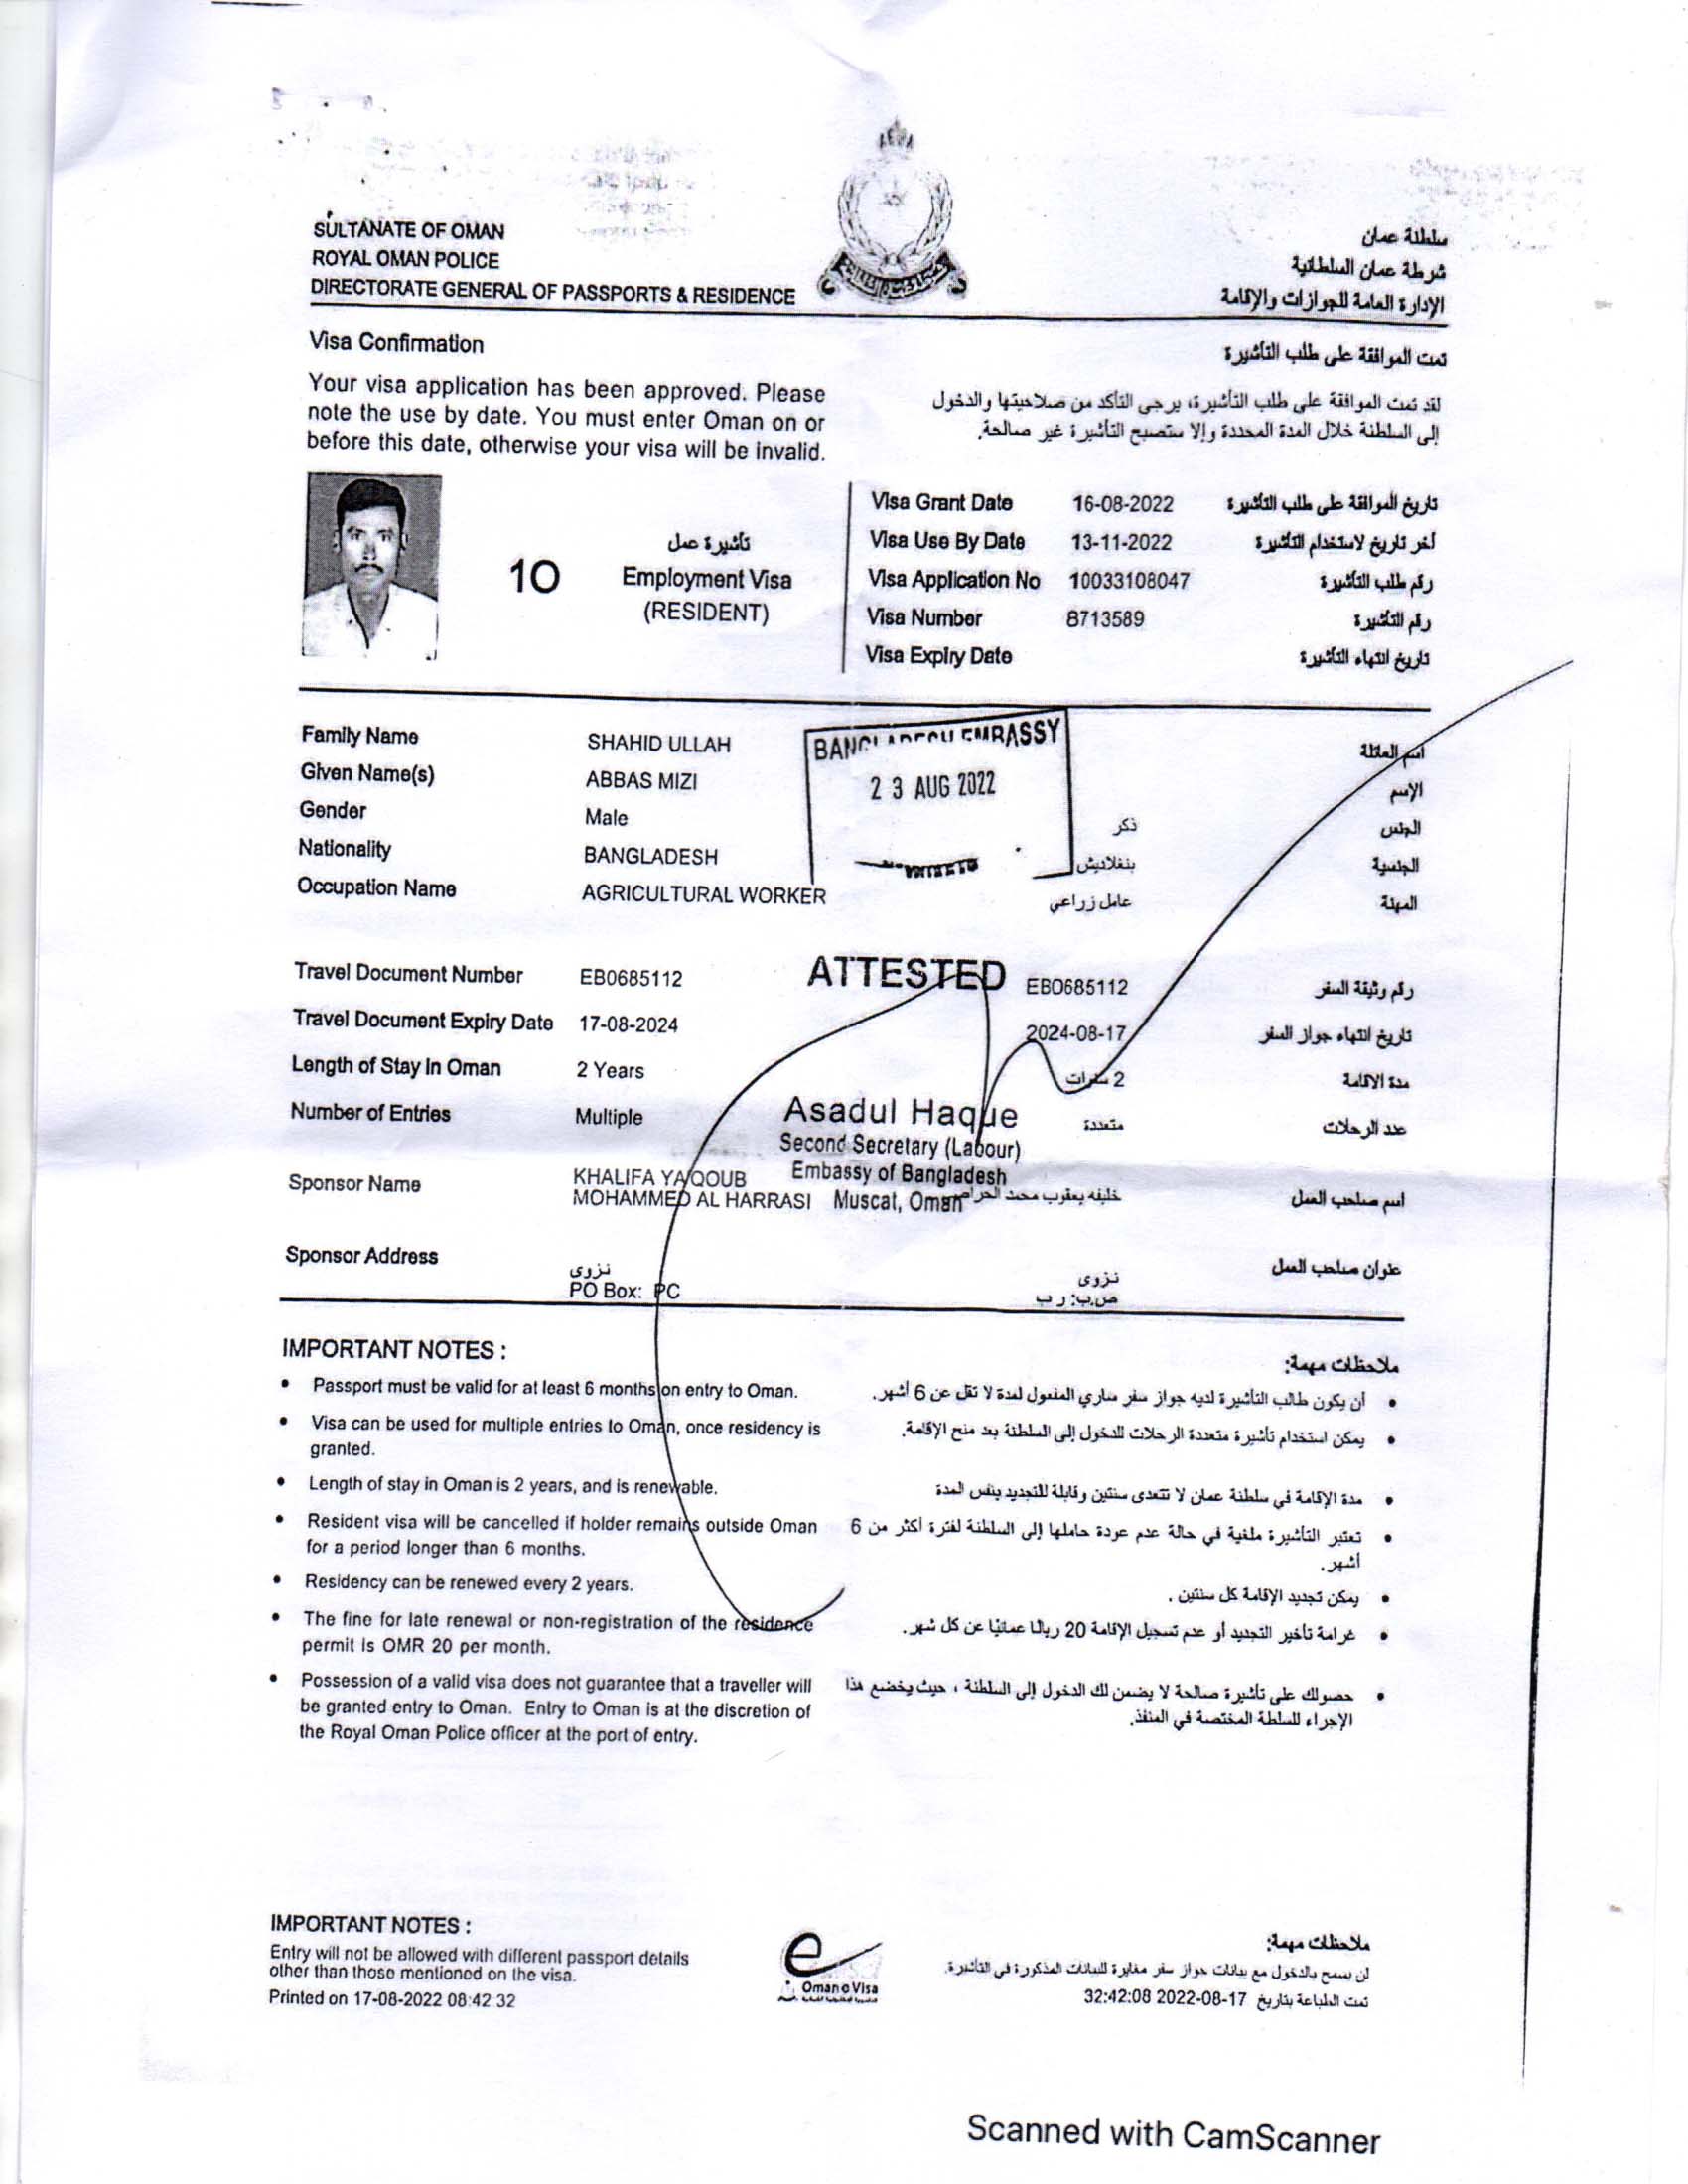 SULTANATE OF OMAN
ROYAL OMAN POLICE
DIRECTORATE GENERAL OF PASSPORTS & RESIDENCE
سلطنة عمان
شرطة عمان السلطانية
الإدارة العامة للجوازات والإقامة
Visa Confirmation
تمت الموافقة على طلب التأشيرة
Your visa application has been approved. Please
note the use by date. You must enter Oman on or
before this date, otherwise your visa will be invalid.
لقد تمت الموافقة على طلب التأشيرة، يرجى التأكد من صلاحيتها والدخول
إلى السلطنة خلال المدة المحددة وإلا ستصبح التأشيرة غير صالحة.
10
تأشيرة عمل
Employment Visa
(RESIDENT)
Visa Grant Date 16-08-2022 تاريخ الموافقة على طلب التأشيرة
Visa Use By Date 13-11-2022 أخر تاريخ لاستخدام التأشيرة
Visa Application No 10033108047 رقم طلب التأشيرة
Visa Number 8713589 رقم التأشيرة
Visa Expiry Date تاريخ انتهاء التأشيرة
BANGLADESH EMBASSY
23 AUG 2022
Family Name SHAHID ULLAH اسم العائلة
Given Name(s) ABBAS MIZI الإسم
Gender Male ذكر الجنس
Nationality BANGLADESH بنغلاديش الجنسية
Occupation Name AGRICULTURAL WORKER عامل زراعي المهنة
ATTESTED
Travel Document Number EB0685112 EB0685112 رقم وثيقة السفر
Travel Document Expiry Date 17-08-2024 2024-08-17 تاريخ انتهاء جواز السفر
Length of Stay In Oman 2 Years 2 سنوات مدة الاقامة
Number of Entries Multiple متعددة عدد الرحلات
Asadul Haque
Second Secretary (Labour)
Embassy of Bangladesh
Muscat, Oman
Sponsor Name KHALIFA YAQOUB
MOHAMMED AL HARRASI خليفه يعقوب محمد اسم صاحب العمل
Sponsor Address نزوى نزوى عنوان صاحب العمل
PO Box: PC ص.ب: ر ب
IMPORTANT NOTES :
• Passport must be valid for at least 6 months on entry to Oman.
• Visa can be used for multiple entries to Oman, once residency is
granted.
• Length of stay in Oman is 2 years, and is renewable.
• Resident visa will be cancelled if holder remains outside Oman
for a period longer than 6 months.
• Residency can be renewed every 2 years.
• The fine for late renewal or non-registration of the residence
permit is OMR 20 per month.
• Possession of a valid visa does not guarantee that a traveller will
be granted entry to Oman. Entry to Oman is at the discretion of
the Royal Oman Police officer at the port of entry.
ملاحظات مهمة:
• أن يكون طالب التأشيرة لديه جواز سفر ساري المفعول لمدة لا تقل عن 6 أشهر.
• يمكن استخدام تأشيرة متعددة الرحلات للدخول إلى السلطنة بعد منح الإقامة.
• مدة الإقامة في سلطنة عمان لا تتعدى سنتين وقابلة للتجديد بنفس المدة
• تعتبر التأشيرة ملغية في حالة عدم عودة حاملها إلى السلطنة لفترة أكثر من 6
أشهر.
• يمكن تجديد الإقامة كل سنتين .
• غرامة تأخير التجديد أو عدم تسجيل الإقامة 20 ريالا عمانيا عن كل شهر.
• حصولك على تأشيرة صالحة لا يضمن لك الدخول إلى السلطنة ، حيث يخضع هذا
الإجراء للسلطة المختصة في المنفذ.
IMPORTANT NOTES :
Entry will not be allowed with different passport details
other than those mentioned on the visa.
Printed on 17-08-2022 08:42 32
e
Oman e Visa
ملاحظات مهمة:
لن يسمح بالدخول مع بيانات جواز سفر مغايرة للبيانات المذكورة في التأشيرة.
تمت الطباعة بتاريخ 2022-08-17 32:42:08
Scanned with CamScanner